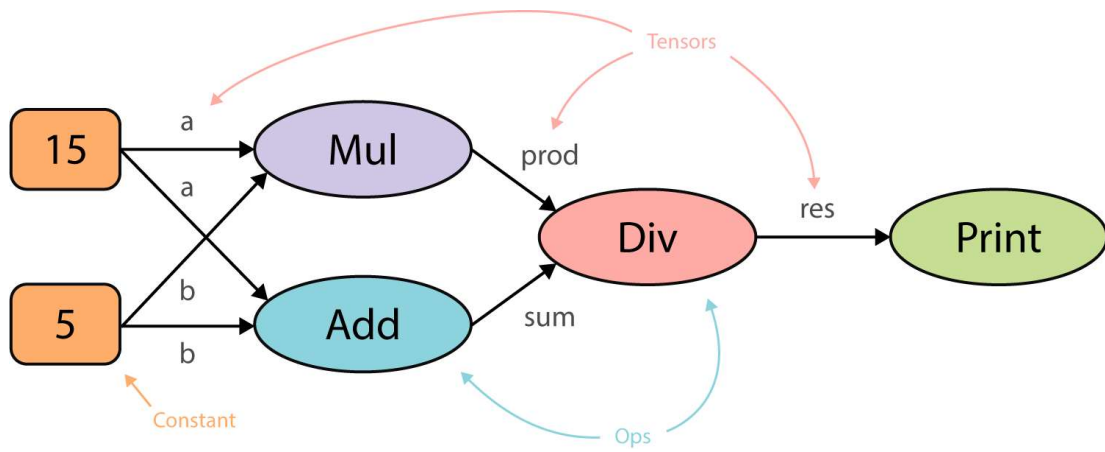 Tensors
a
15
Mul
prod
a
res
Div
Print
b
5
Add
sum
b
Constant
Ops